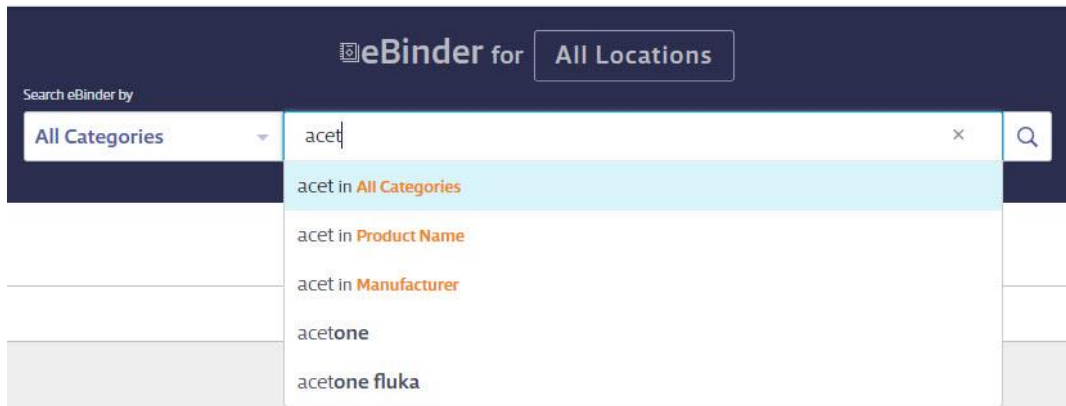 eBinder for All Locations
Search eBinder by
All Categories acet
acet in All Categories
acet in Product Name
acet in Manufacturer
acetone
acetone fluka